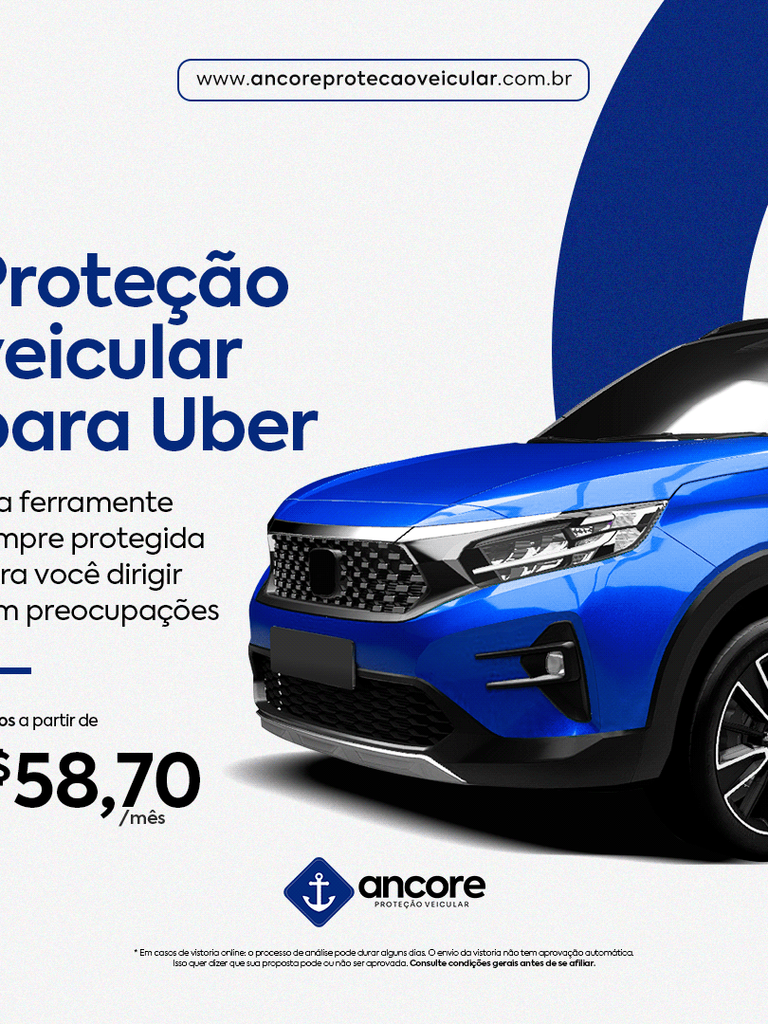 www.ancoreprotecaoveicular.com.br
Proteção
veicular
para Uber
a ferramente
mpre protegida
ra você dirigir
m preocupações
os a partir de
$58,70
/mês
ancore
PROTEÇÃO VEICULAR
* Em casos de vistoria online: o processo de análise pode durar alguns dias. O envio da vistoria não tem aprovação automática.
Isso quer dizer que sua proposta pode ou não ser aprovada. Consulte condições gerais antes de se afiliar.